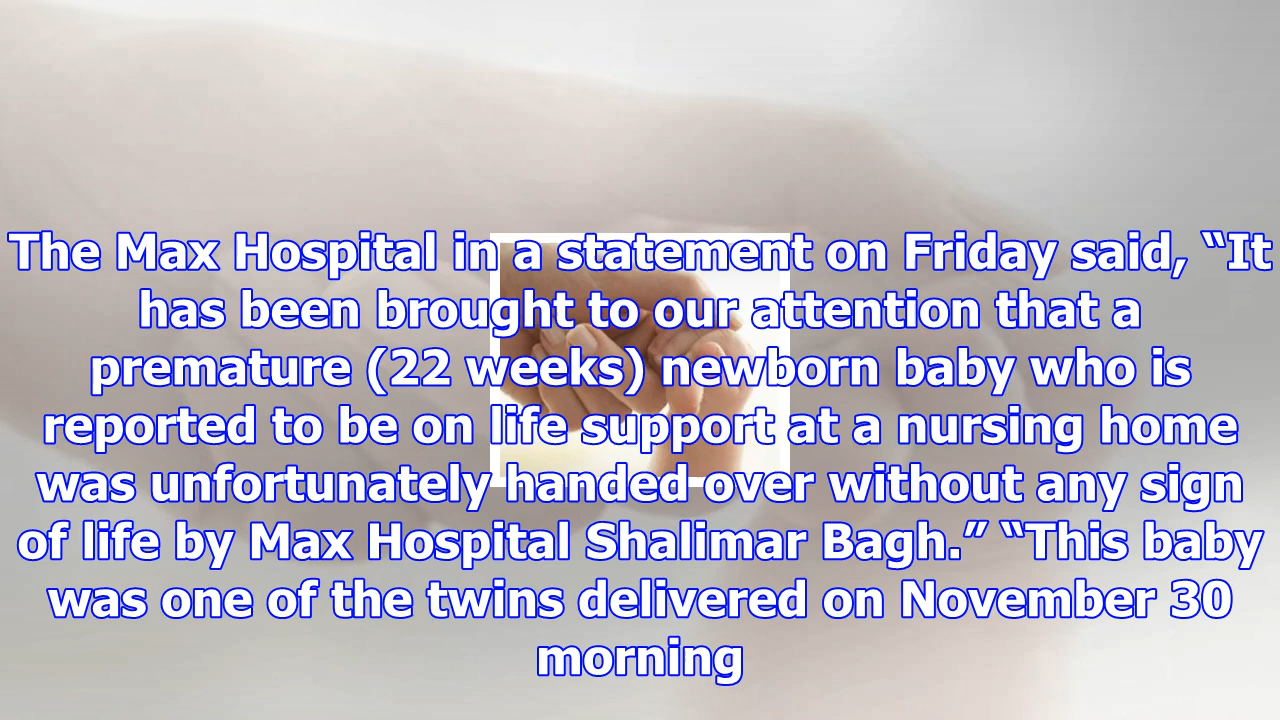 The Max Hospital in a statement on Friday said, “It
has been brought to our attention that a
premature (22 weeks) newborn baby who is
reported to be on life support at a nursing home
was unfortunately handed over without any sign
of life by Max Hospital Shalimar Bagh.” “This baby
was one of the twins delivered on November 30
morning